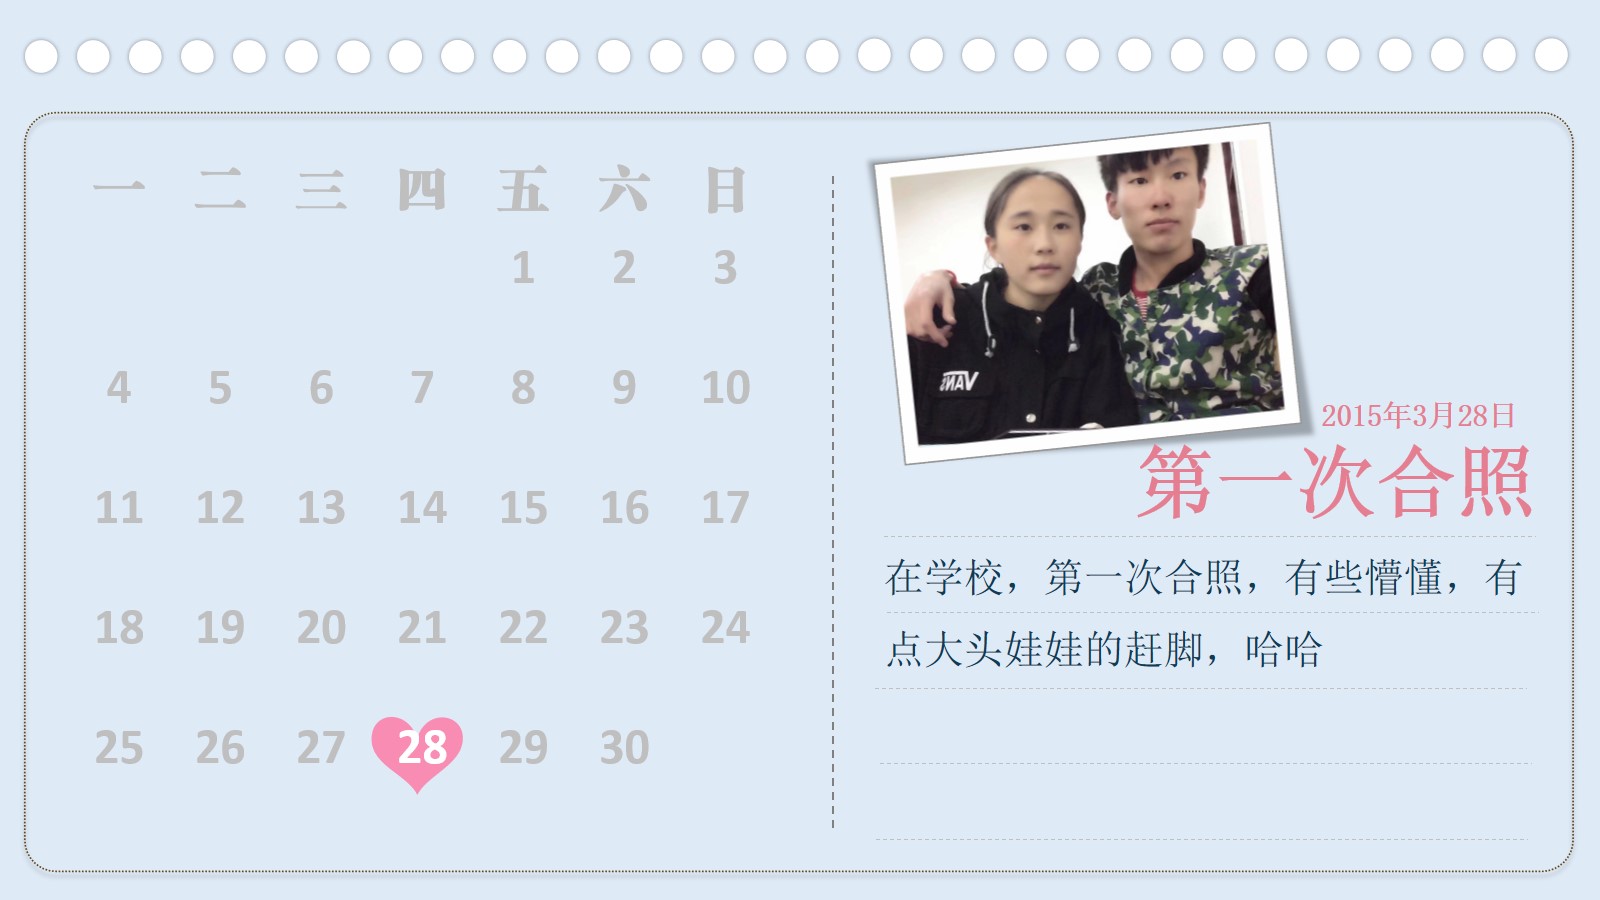 一 二 三 四 五 六 日
1 2 3
4 5 6 7 8 9 10
11 12 13 14 15 16 17
18 19 20 21 22 23 24
25 26 27 28 29 30
VANS
2015年3月28日
第一次合照
在学校，第一次合照，有些懵懂，有
点大头娃娃的赶脚，哈哈